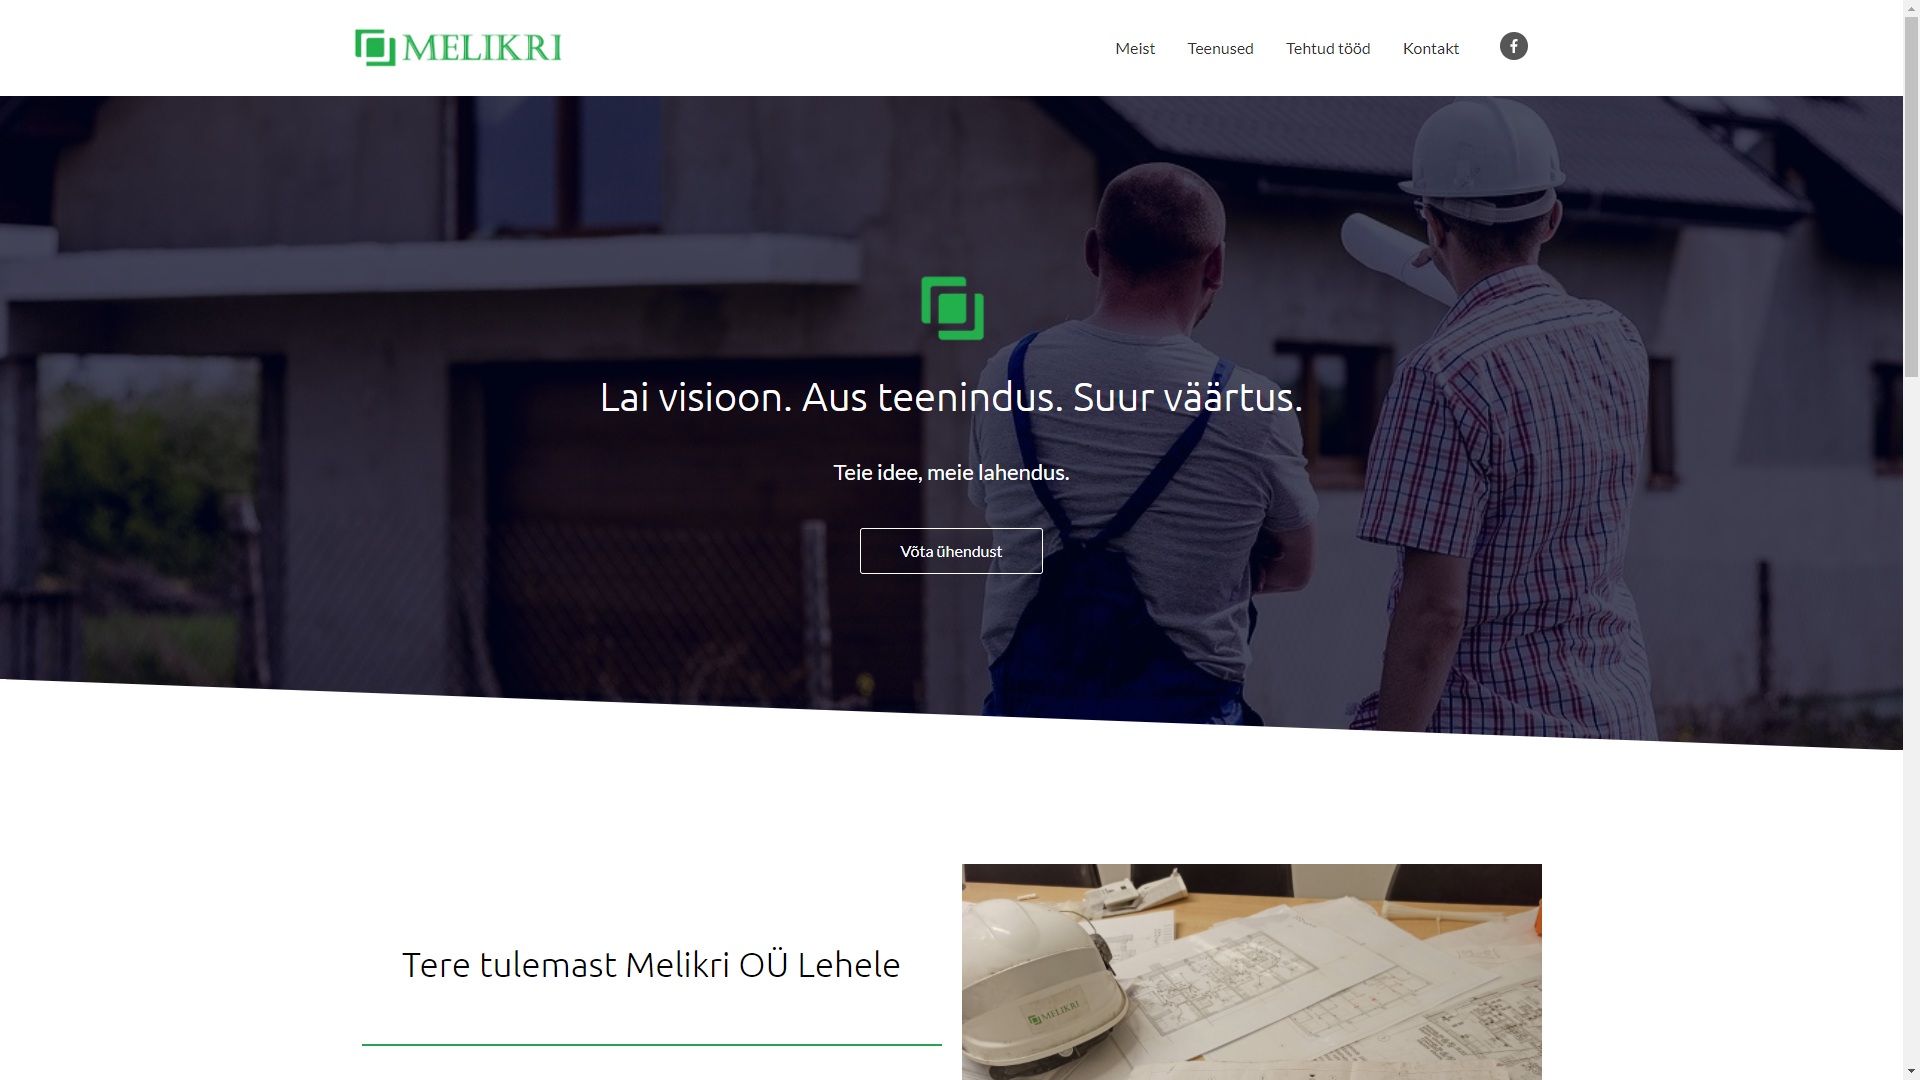 MELIKRI
Meist
Teenused
Tehtud tööd
Kontakt
Lai visioon. Aus teenindus. Suur väärtus.
Teie idee, meie lahendus.
Võta ühendust
Tere tulemast Melikri OÜ Lehele
MELIKRI